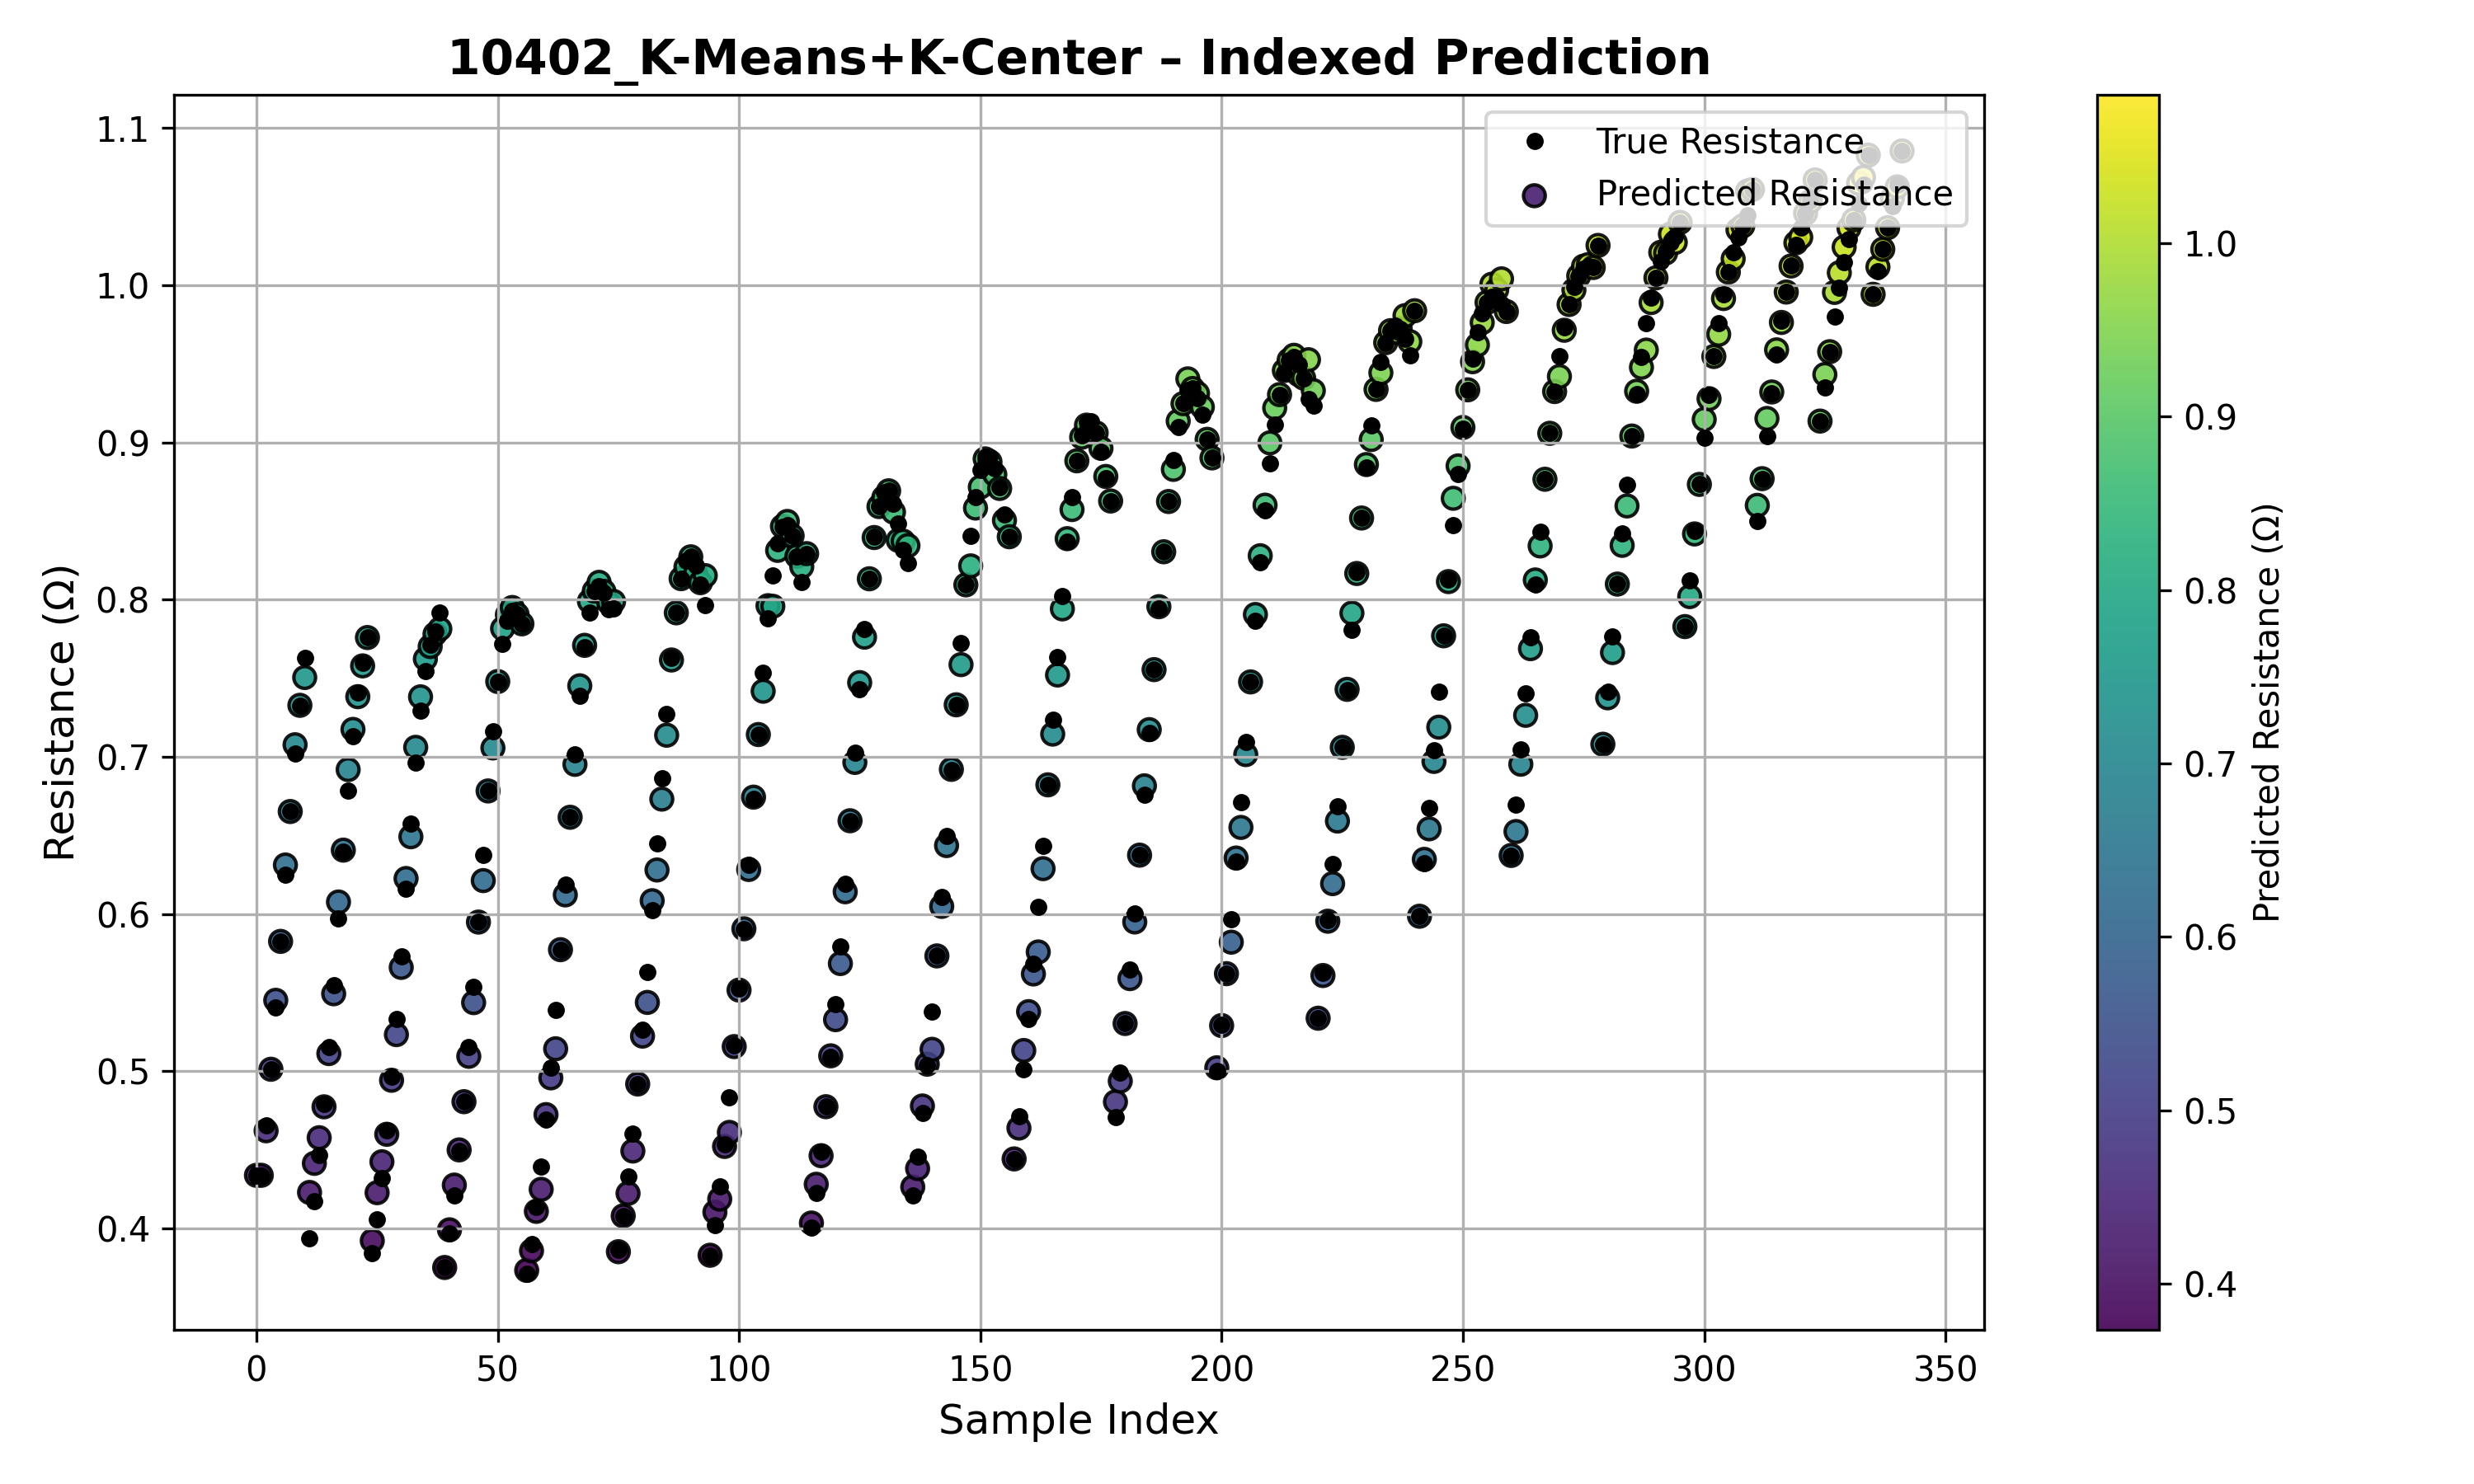 10402_K-Means+K-Center – Indexed Prediction
True Resistance
Predicted Resistance
Resistance (Ω)
1.1
1.0
0.9
0.8
0.7
0.6
0.5
0.4
0 50 100 150 200 250 300 350
Sample Index
1.0
0.9
0.8
0.7
0.6
0.5
0.4
Predicted Resistance (Ω)